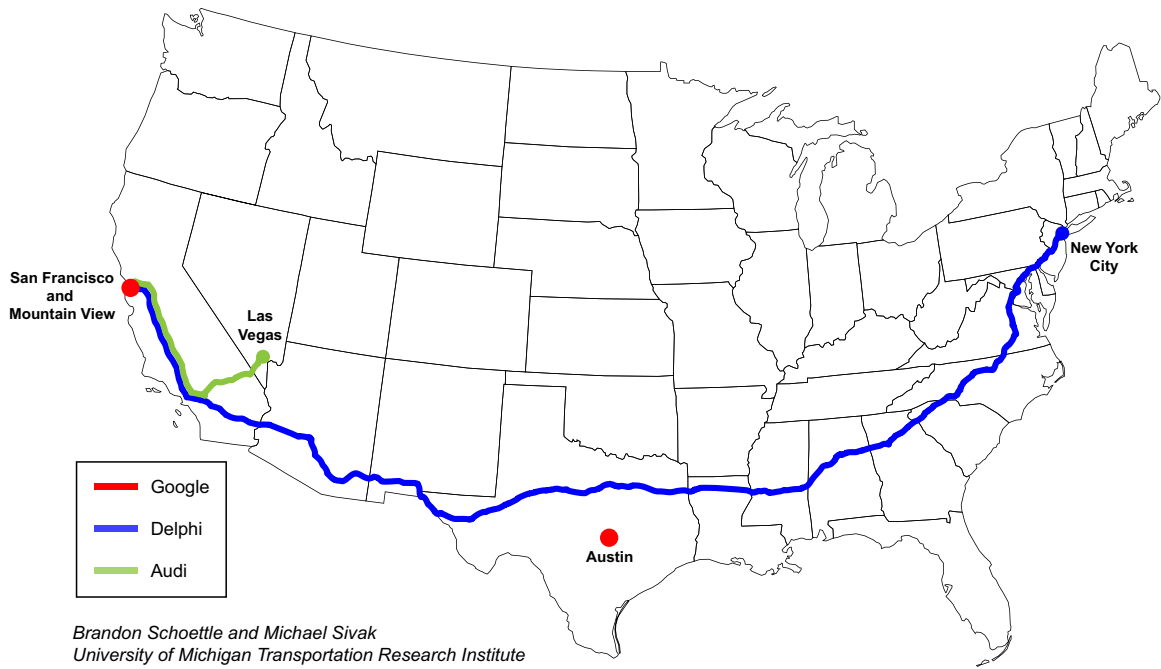 San Francisco
and
Mountain View
Las
Vegas
New York
City
Austin
Google
Delphi
Audi
Brandon Schoettle and Michael Sivak
University of Michigan Transportation Research Institute